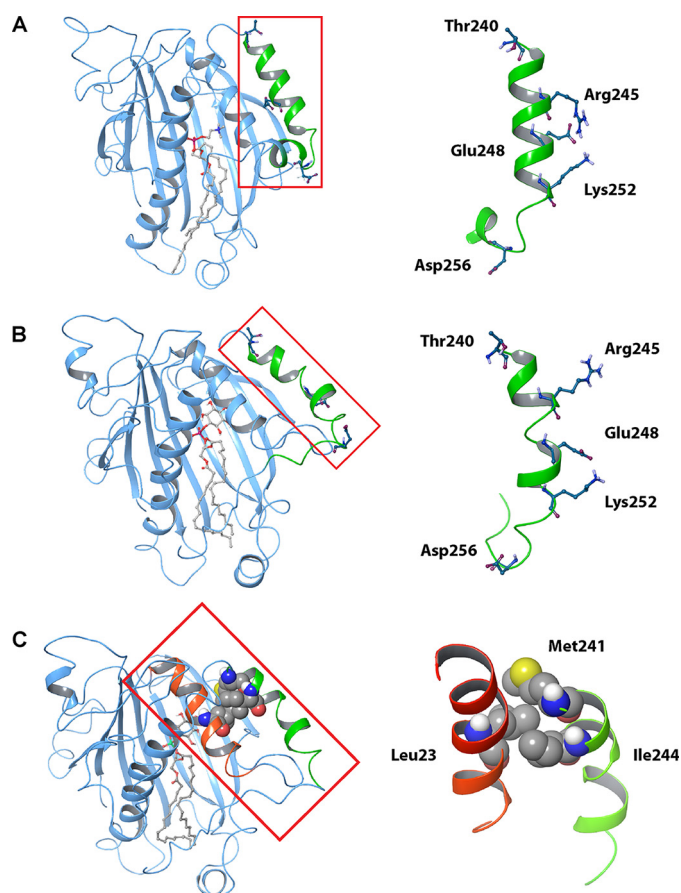 A
Thr240
Arg245
Glu248
Lys252
Asp256
B
Thr240
Arg245
Glu248
Lys252
Asp256
C
Met241
Leu23
Ile244